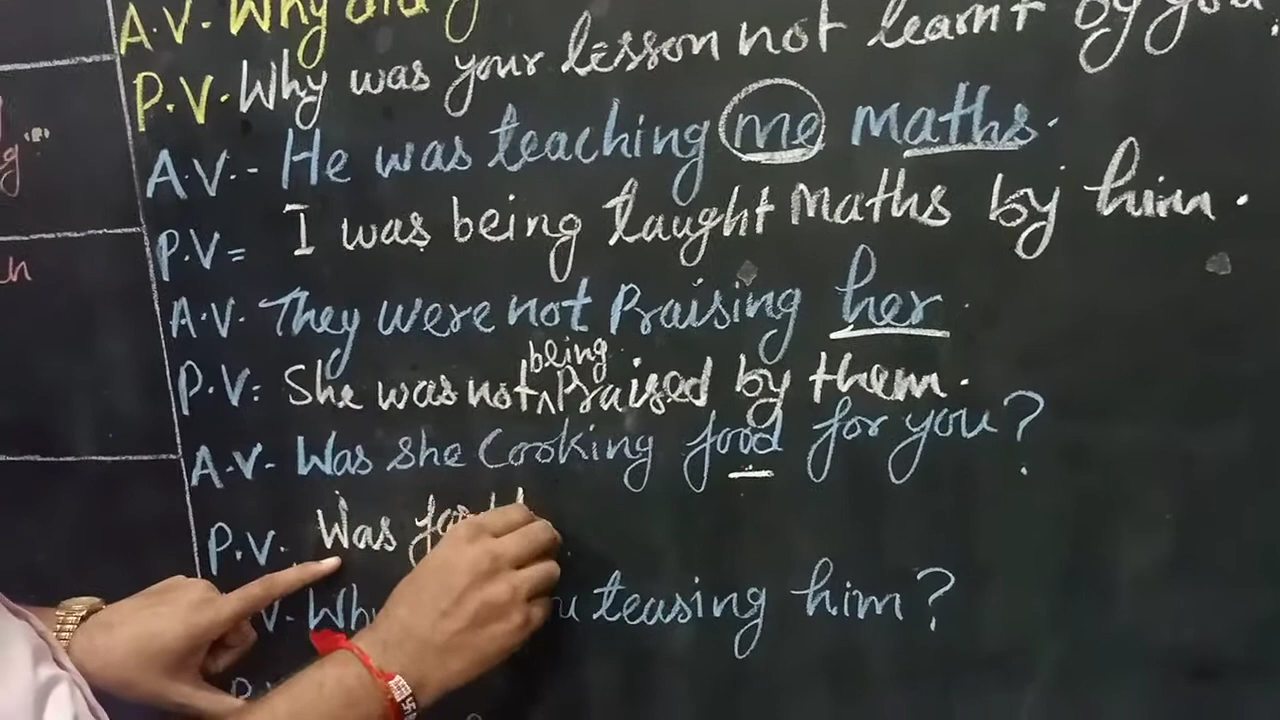 A.V- Why did
P.V- Why was your lesson not learnt by you
A.V.- He was teaching me maths.
P.V= I was being taught Maths by him.
A.V. They were not Praising her.
P.V= She was not being Praised by them.
A.V- Was she Cooking food for you?
P.V- Was
V- teasing him?